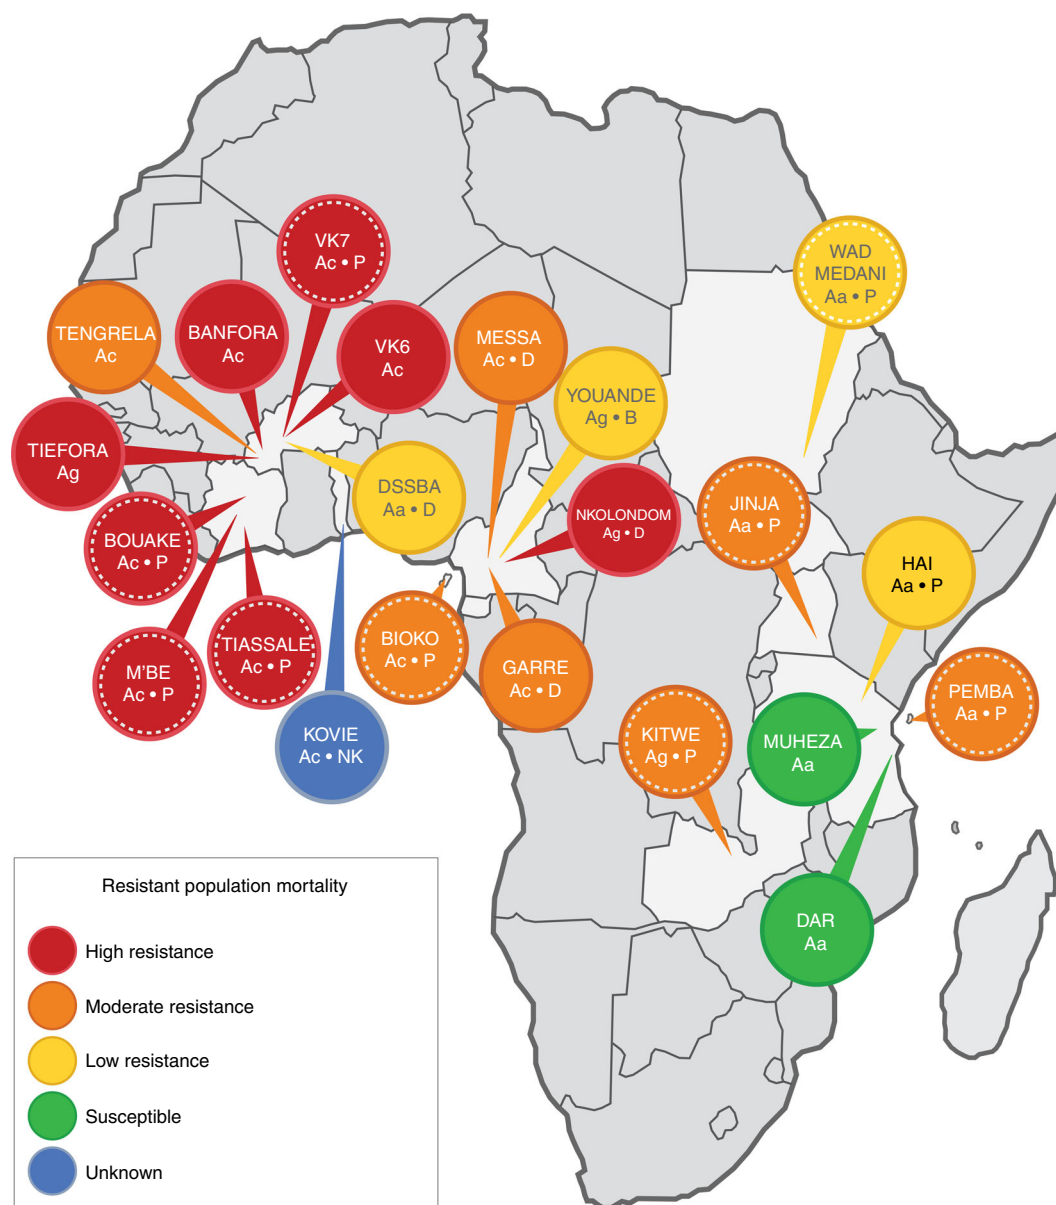 VK7
Ac • P
WAD
MEDANI
Aa • P
TENGRELA
Ac
BANFORA
Ac
VK6
Ac
MESSA
Ac • D
YOUANDE
Ag • B
TIEFORA
Ag
DSSBA
Aa • D
NKOLONDOM
Ag • D
JINJA
Aa • P
BOUAKE
Ac • P
HAI
Aa • P
M'BE
Ac • P
TIASSALE
Ac • P
BIOKO
Ac • P
GARRE
Ac • D
PEMBA
Aa • P
KOVIE
Ac • NK
KITWE
Ag • P
MUHEZA
Aa
DAR
Aa
Resistant population mortality
High resistance
Moderate resistance
Low resistance
Susceptible
Unknown